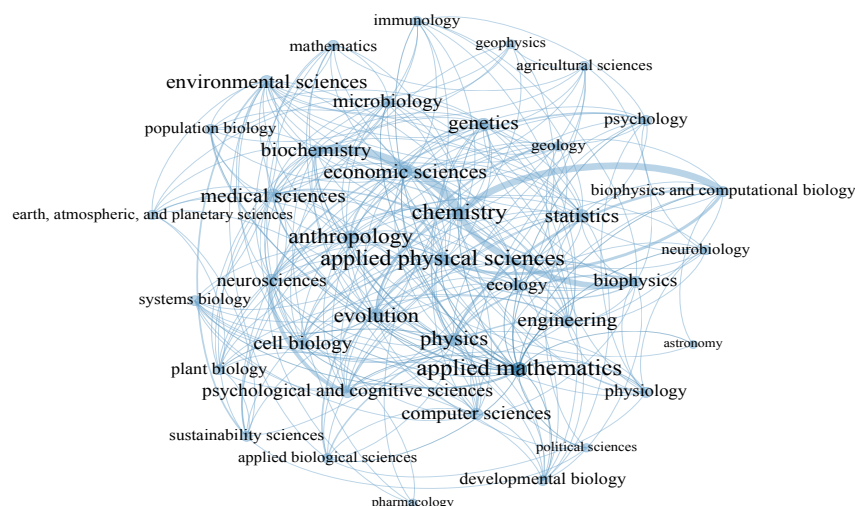 immunology
mathematics
geophysics
agricultural sciences
environmental sciences
microbiology
population biology
genetics
psychology
biochemistry
geology
economic sciences
medical sciences
biophysics and computational biology
earth, atmospheric, and planetary sciences
chemistry
statistics
anthropology
neurobiology
applied physical sciences
neurosciences
ecology
biophysics
systems biology
evolution
engineering
cell biology
physics
astronomy
plant biology
applied mathematics
psychological and cognitive sciences
physiology
computer sciences
sustainability sciences
political sciences
applied biological sciences
developmental biology
pharmacology